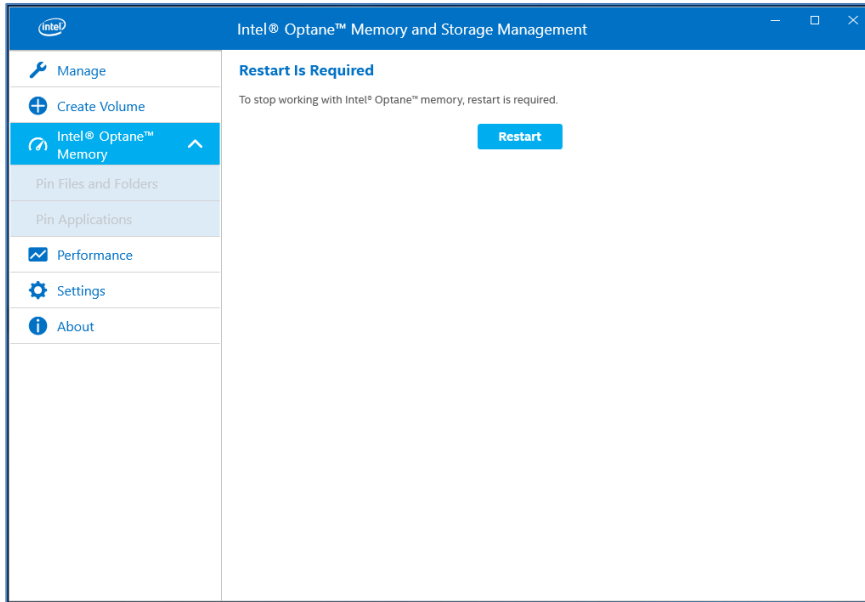 intel
Intel® Optane™ Memory and Storage Management
Manage
Create Volume
Intel® Optane™
Memory
Pin Files and Folders
Pin Applications
Performance
Settings
About
Restart Is Required
To stop working with Intel® Optane™ memory, restart is required.
Restart